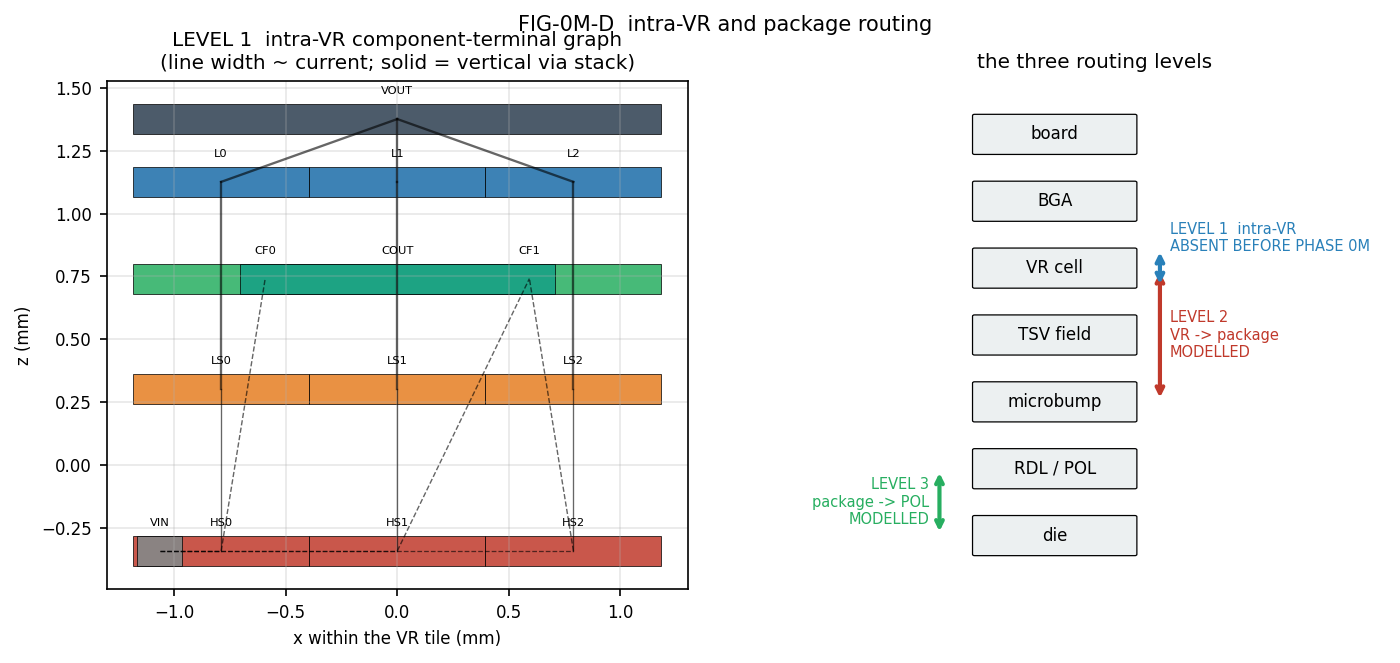 FIG-0M-D  intra-VR and package routing
LEVEL 1  intra-VR component-terminal graph
(line width ~ current; solid = vertical via stack)
VOUT
L0
L1
L2
CF0
COUT
CF1
LS0
LS1
LS2
VIN
HS0
HS1
HS2
1.50
1.25
1.00
0.75
0.50
0.25
0.00
−0.25
z (mm)
−1.0
−0.5
0.0
0.5
1.0
x within the VR tile (mm)
the three routing levels
board
BGA
VR cell
TSV field
microbump
RDL / POL
die
LEVEL 1  intra-VR
ABSENT BEFORE PHASE 0M
LEVEL 2
VR -> package
MODELLED
LEVEL 3
package -> POL
MODELLED